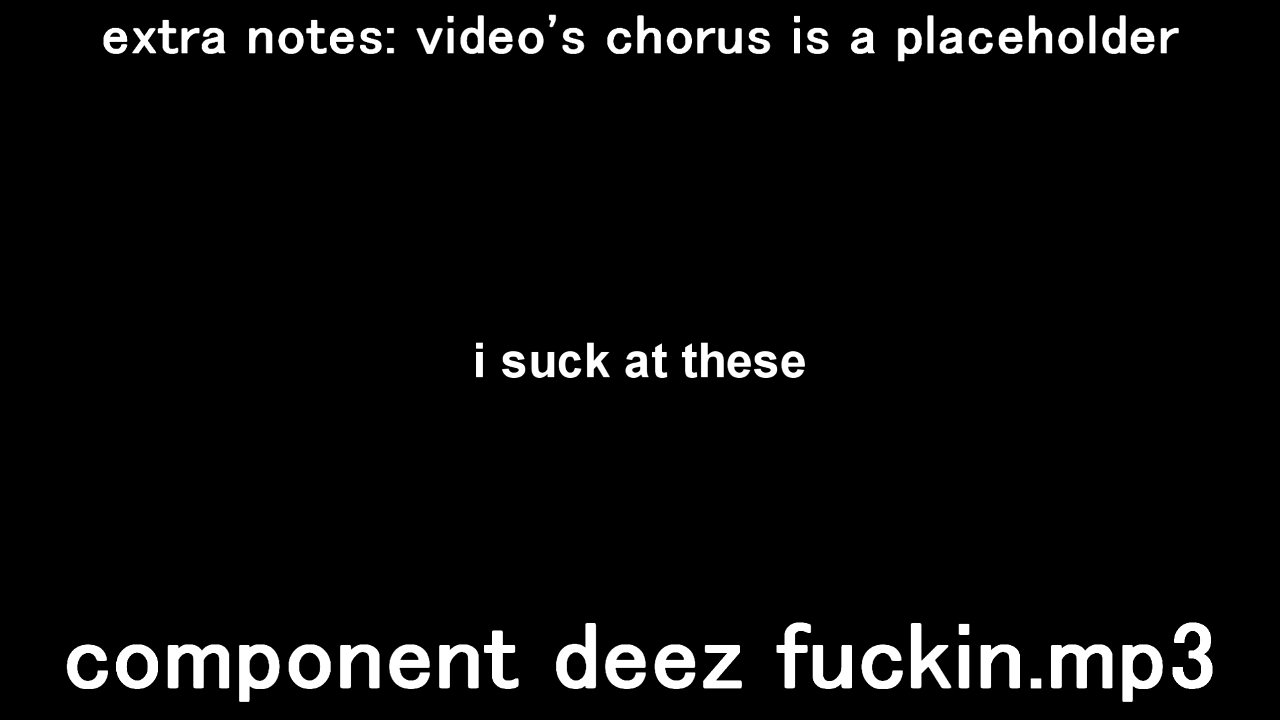 extra notes: video's chorus is a placeholder
i suck at these
component deez fuckin.mp3